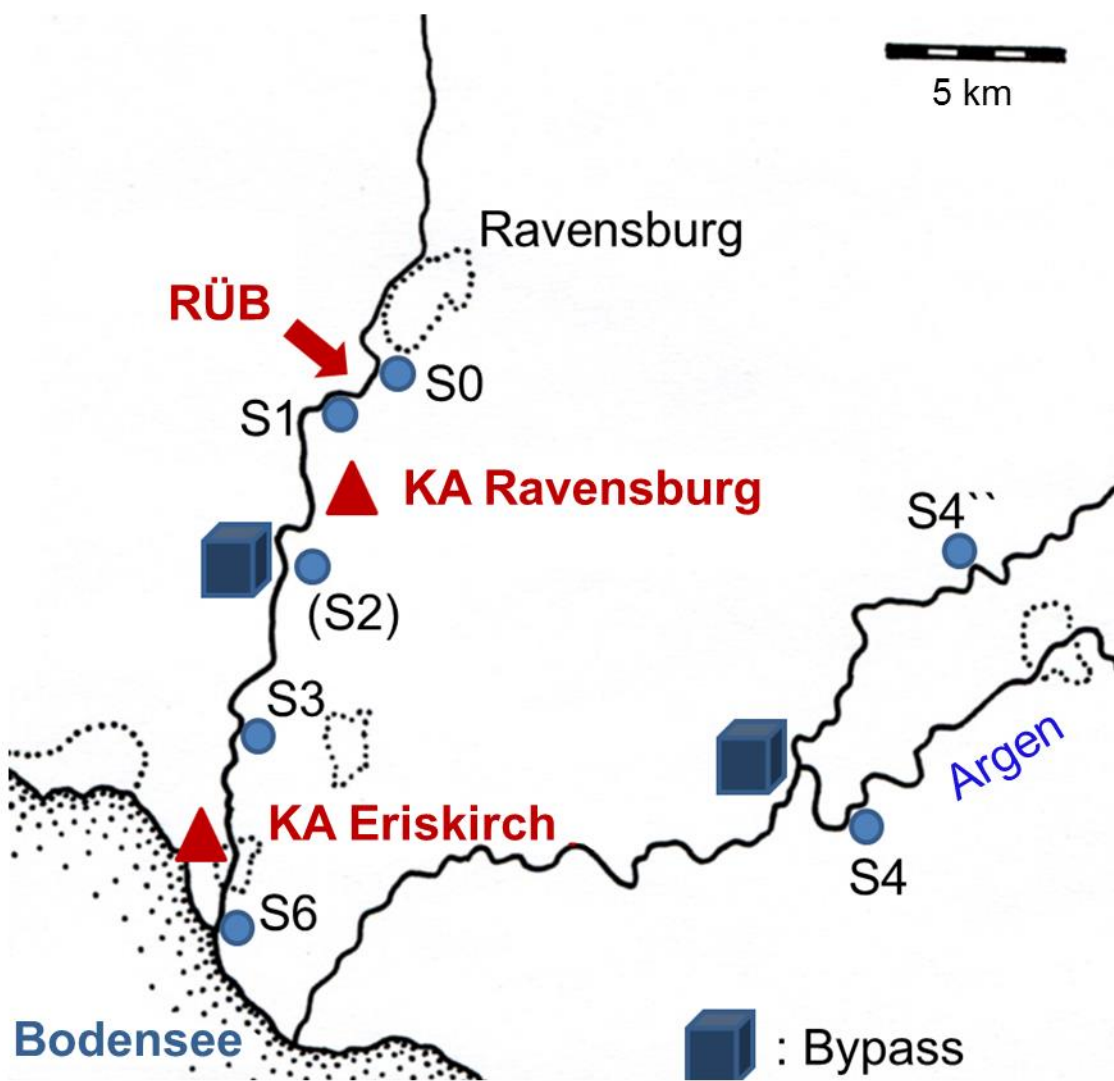 5 km
Ravensburg
RÜB
S0
S1
KA Ravensburg
S4``
(S2)
S3
Argen
KA Eriskirch
S4
S6
Bodensee
: Bypass